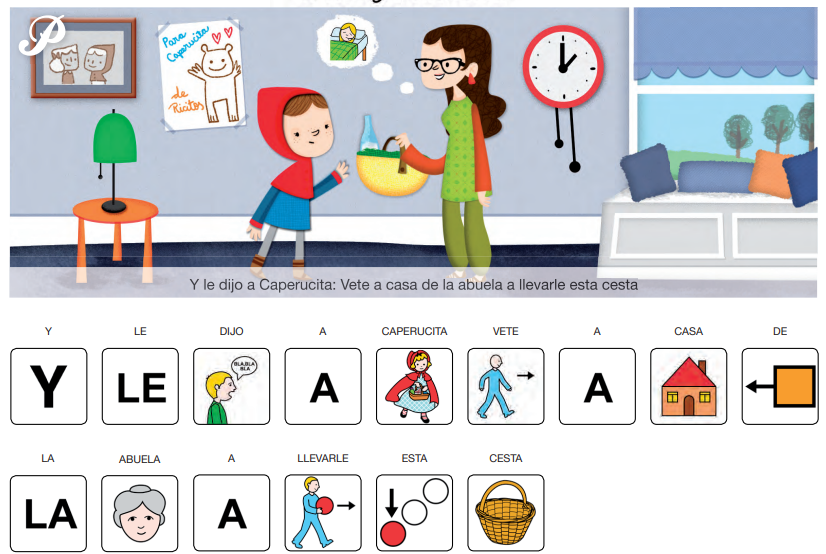 P
Para
Caperucita
de
Ricitos
Y le dijo a Caperucita: Vete a casa de la abuela a llevarle esta cesta
Y LE DIJO A CAPERUCITA VETE A CASA DE
Y LE BLA, BLA, BLA A A
LA ABUELA A LLEVARLE ESTA CESTA
LA A